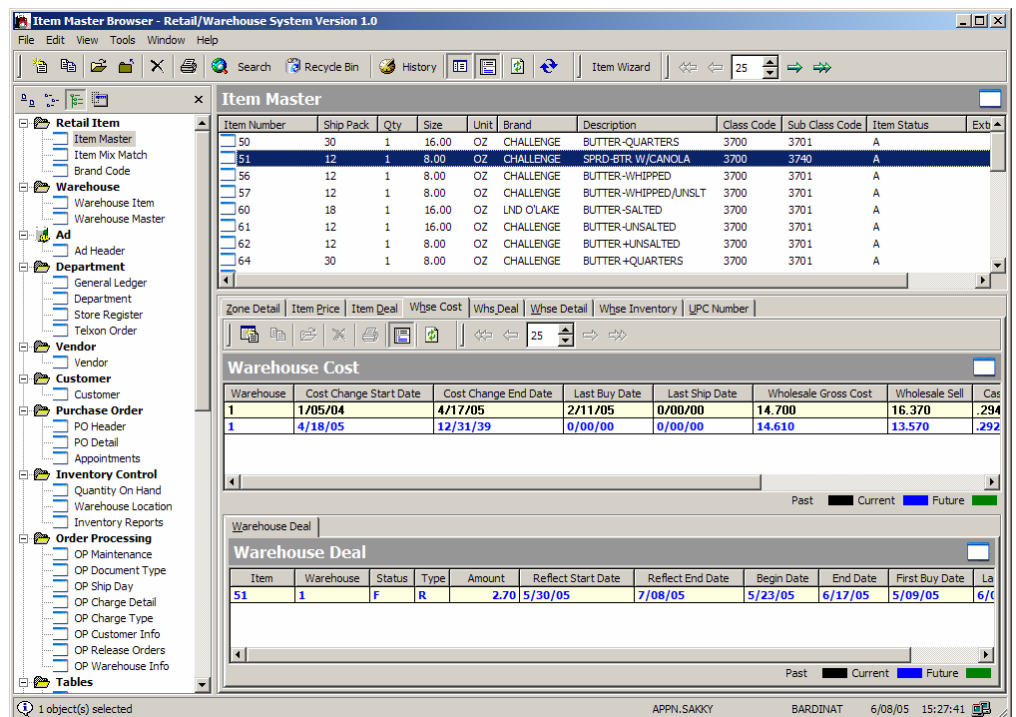 Item Master Browser - Retail/Warehouse System Version 1.0
File Edit View Tools Window Help
Search Recycle Bin History Item Wizard 25
Retail Item
Item Master
Item Mix Match
Brand Code
Warehouse
Warehouse Item
Warehouse Master
Ad
Ad Header
Department
General Ledger
Department
Store Register
Telxon Order
Vendor
Vendor
Customer
Customer
Purchase Order
PO Header
PO Detail
Appointments
Inventory Control
Quantity On Hand
Warehouse Location
Inventory Reports
Order Processing
OP Maintenance
OP Document Type
OP Ship Day
OP Charge Detail
OP Charge Type
OP Customer Info
OP Release Orders
OP Warehouse Info
Tables
Item Master
Item Number Ship Pack Qty Size Unit Brand Description Class Code Sub Class Code Item Status Ext
50 30 1 16.00 OZ CHALLENGE BUTTER-QUARTERS 3700 3701 A
51 12 1 8.00 OZ CHALLENGE SPRD-BTR W/CANOLA 3700 3740 A
56 12 1 8.00 OZ CHALLENGE BUTTER-WHIPPED 3700 3701 A
57 12 1 8.00 OZ CHALLENGE BUTTER-WHIPPED/UNSLT 3700 3701 A
60 18 1 16.00 OZ LND O'LAKE BUTTER-SALTED 3700 3701 A
61 12 1 16.00 OZ CHALLENGE BUTTER-UNSALTED 3700 3701 A
62 12 1 8.00 OZ CHALLENGE BUTTER+UNSALTED 3700 3701 A
64 30 1 8.00 OZ CHALLENGE BUTTER+QUARTERS 3700 3701 A
Zone Detail Item Price Item Deal Whse Cost Whs Deal Whse Detail Whse Inventory UPC Number
25
Warehouse Cost
Warehouse Cost Change Start Date Cost Change End Date Last Buy Date Last Ship Date Wholesale Gross Cost Wholesale Sell Cas
1 1/05/04 4/17/05 2/11/05 0/00/00 14.700 16.370 .294
1 4/18/05 12/31/39 0/00/00 0/00/00 14.610 13.570 .292
Past Current Future
Warehouse Deal
Warehouse Deal
Item Warehouse Status Type Amount Reflect Start Date Reflect End Date Begin Date End Date First Buy Date La
51 1 F R 2.70 5/30/05 7/08/05 5/23/05 6/17/05 5/09/05 6/0
Past Current Future
1 object(s) selected APPN.SAKKY BARDINAT 6/08/05 15:27:41